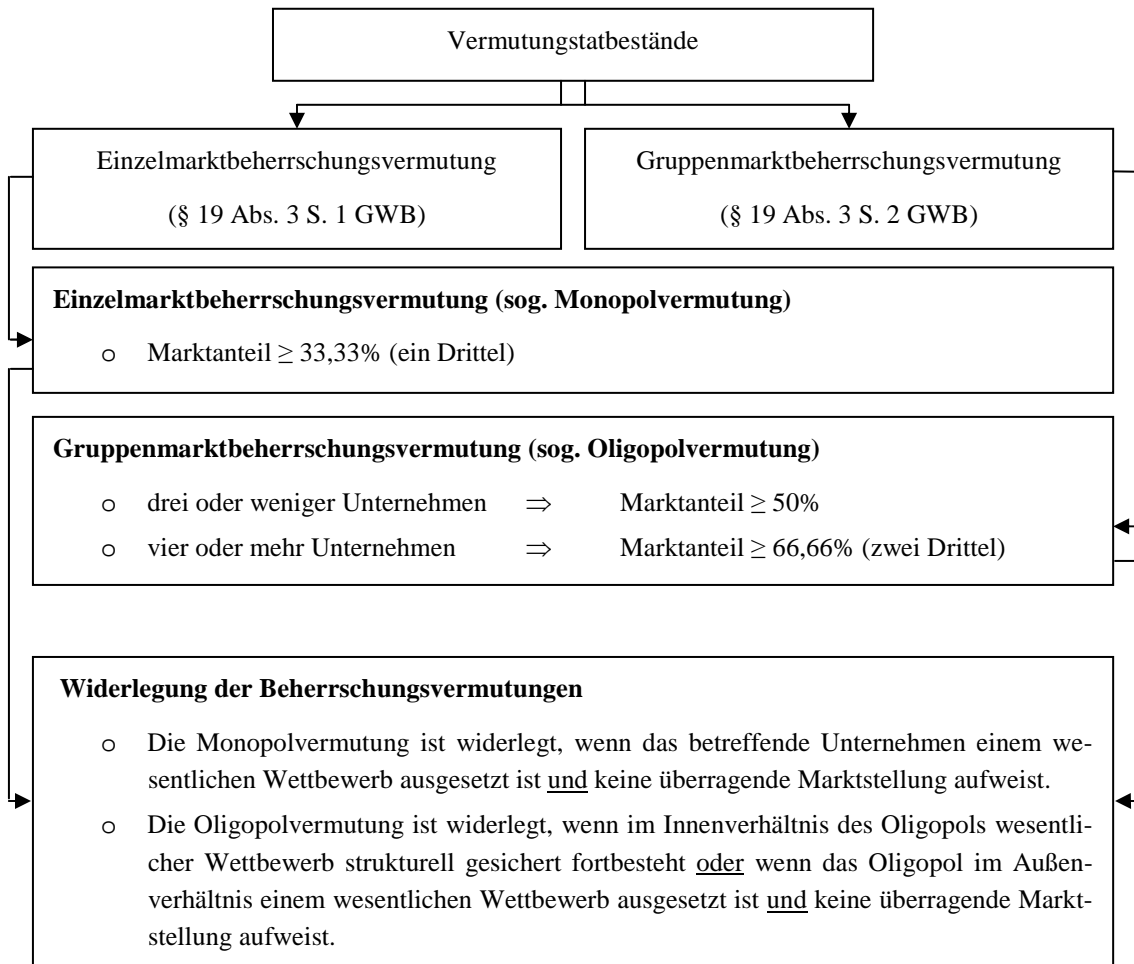 Vermutungstatbestände
Einzelmarktbeherrschungsvermutung
(§ 19 Abs. 3 S. 1 GWB)
Gruppenmarktbeherrschungsvermutung
(§ 19 Abs. 3 S. 2 GWB)
Einzelmarktbeherrschungsvermutung (sog. Monopolvermutung)
o Marktanteil ≥ 33,33% (ein Drittel)
Gruppenmarktbeherrschungsvermutung (sog. Oligopolvermutung)
o drei oder weniger Unternehmen ⇒ Marktanteil ≥ 50%
o vier oder mehr Unternehmen ⇒ Marktanteil ≥ 66,66% (zwei Drittel)
Widerlegung der Beherrschungsvermutungen
o Die Monopolvermutung ist widerlegt, wenn das betreffende Unternehmen einem we-
sentlichen Wettbewerb ausgesetzt ist und keine überragende Marktstellung aufweist.
o Die Oligopolvermutung ist widerlegt, wenn im Innenverhältnis des Oligopols wesentli-
cher Wettbewerb strukturell gesichert fortbesteht oder wenn das Oligopol im Außen-
verhältnis einem wesentlichen Wettbewerb ausgesetzt ist und keine überragende Markt-
stellung aufweist.